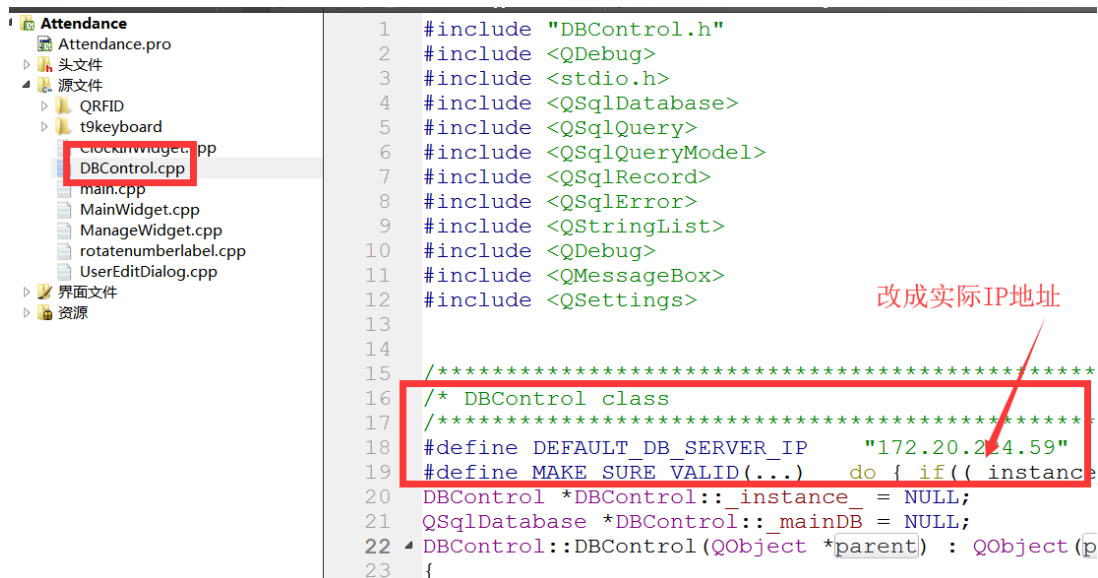 Attendance
Attendance.pro
头文件
源文件
QRFID
t9keyboard
ClockInWidget.cpp
DBControl.cpp
main.cpp
MainWidget.cpp
ManageWidget.cpp
rotatenumberlabel.cpp
UserEditDialog.cpp
界面文件
资源
1 #include "DBControl.h"
2 #include <QDebug>
3 #include <stdio.h>
4 #include <QSqlDatabase>
5 #include <QSqlQuery>
6 #include <QSqlQueryModel>
7 #include <QSqlRecord>
8 #include <QSqlError>
9 #include <QStringList>
10 #include <QDebug>
11 #include <QMessageBox>
12 #include <QSettings>
改成实际IP地址
13
14
15 /*************************************************
16 /* DBControl class
17 /*************************************************
18 #define DEFAULT_DB_SERVER_IP "172.20.224.59"
19 #define MAKE_SURE_VALID(...) do { if((_instance
20 DBControl *DBControl::_instance_ = NULL;
21 QSqlDatabase *DBControl::_mainDB = NULL;
22 DBControl::DBControl(QObject *parent) : QObject(p
23 {